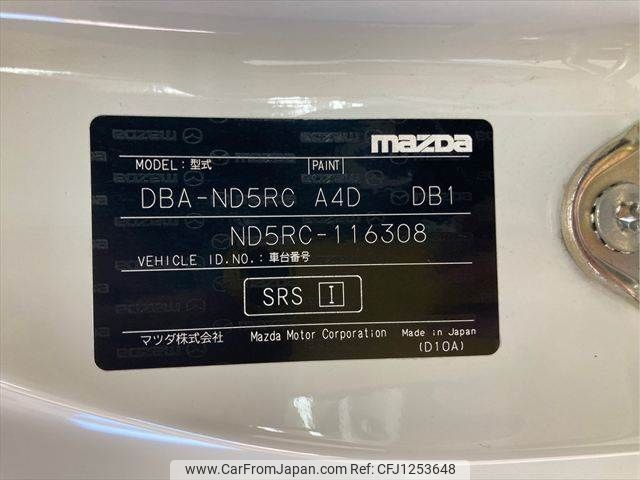 mazda
MODEL:型式 PAINT
DBA-ND5RC A4D DB1
ND5RC-116308
VEHICLE ID.NO.:車台番号
SRS I
マツダ株式会社 Mazda Motor Corporation Made in Japan
(D10A)
www.CarFromJapan.com - CFJ1253648